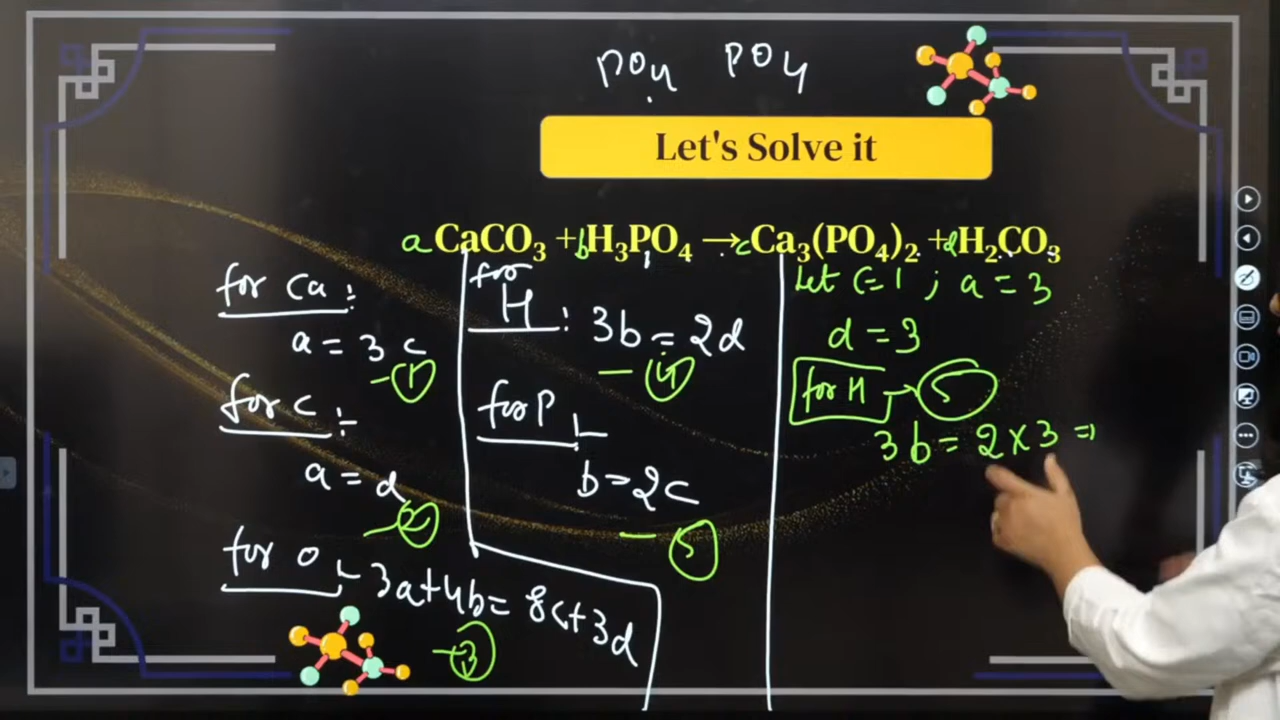 PO4 PO4
Let's Solve it
a CaCO3 + b H3PO4 → c Ca3(PO4)2 + d H2CO3
for Ca :
a = 3c
—①
for C :-
a = d
—②
for O :-
3a+4b= 8c+3d
—③
for
H :
3b = 2d
—④
for P :-
b = 2c
—⑤
Let C=1 ; a = 3
d = 3
for H → 5
3b = 2×3 ⇒